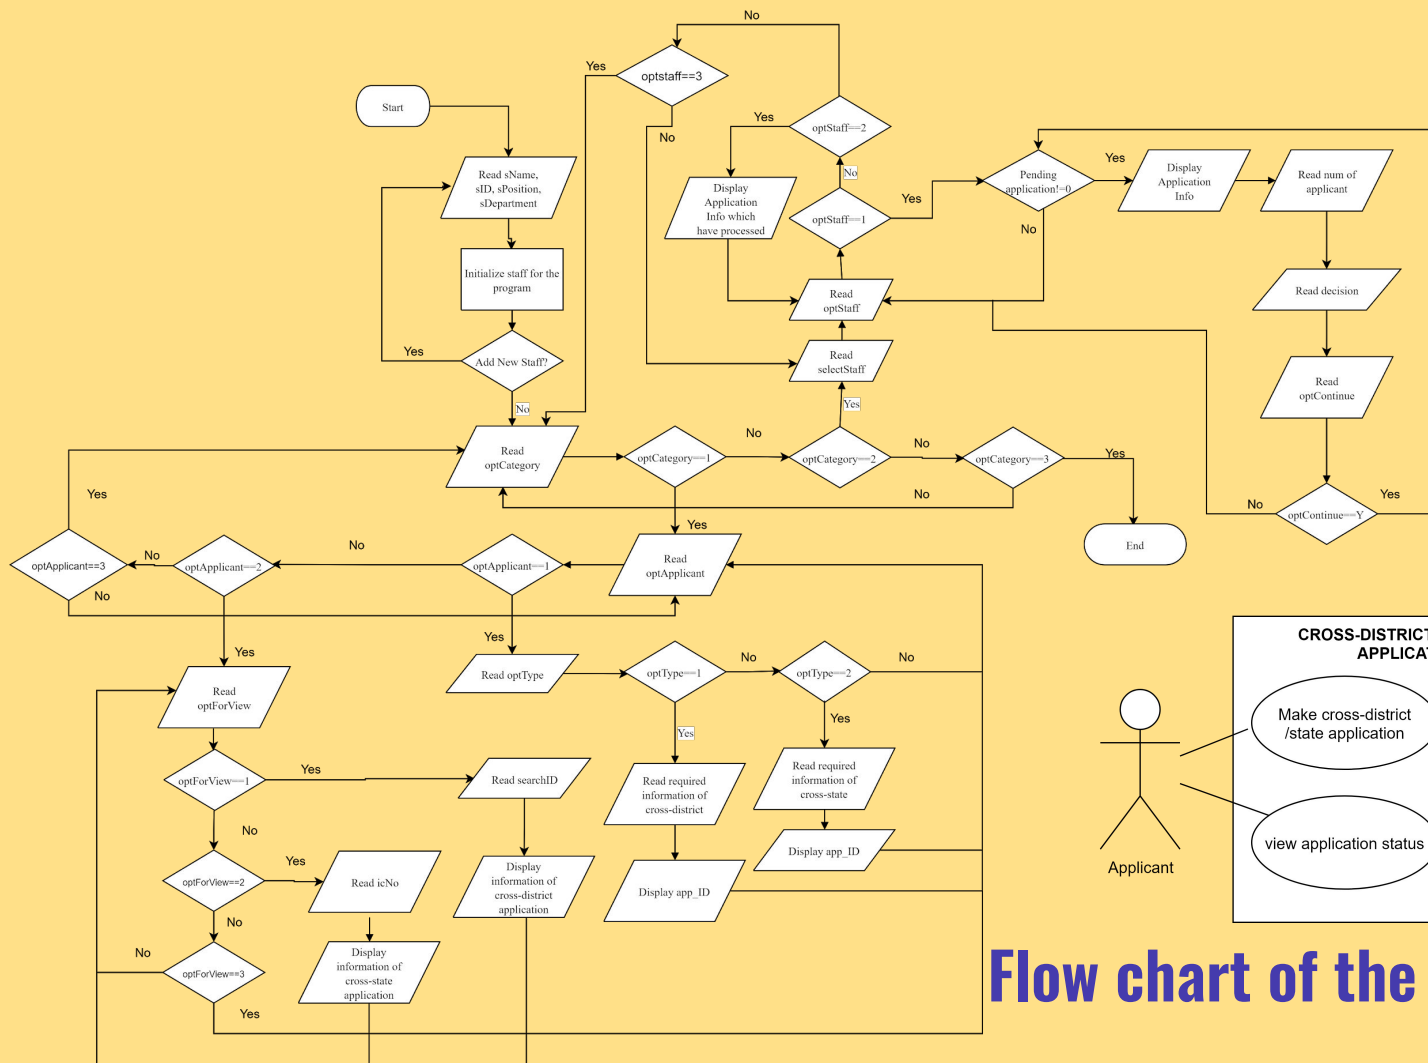 No
optstaff==3
Yes
Start
optStaff==2
Yes
No
Read sName,
sID, sPosition,
sDepartment
No
Pending
application!=0
Yes
Display
Application
Info
Read num of
applicant
Display
Application
Info which
have processed
optStaff==1
Yes
No
Initialize staff for the
program
Read
optStaff
Read decision
Add New Staff?
Yes
Read
selectStaff
Read
optContinue
No
Yes
Read
optCategory
optCategory==1
No
optCategory==2
No
optCategory==3
Yes
Yes
No
No
optContinue==Y
Yes
Yes
End
optApplicant==3
No
optApplicant==2
No
optApplicant==1
Read
optApplicant
No
Yes
Yes
Read optType
optType==1
No
optType==2
No
Read
optForView
Yes
Yes
optForView==1
Yes
Read searchID
Read required
information of
cross-district
Read required
information of
cross-state
No
optForView==2
Yes
Read icNo
Display
information of
cross-district
application
Display app_ID
Display app_ID
No
No
optForView==3
Display
information of
cross-state
application
Yes
CROSS-DISTRICT
APPLICAT
Make cross-district
/state application
view application status
Applicant
Flow chart of the